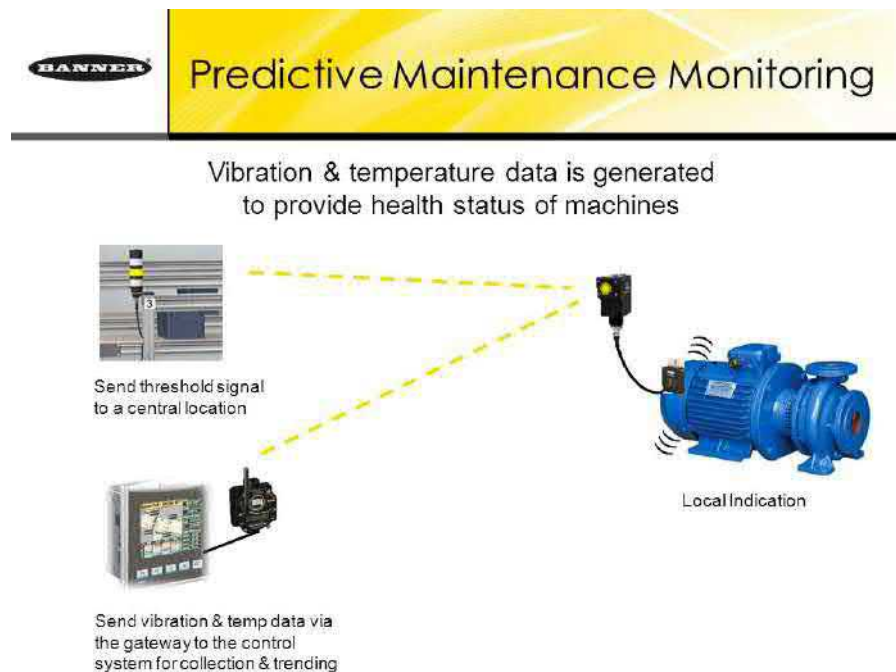 BANNER
Predictive Maintenance Monitoring
Vibration & temperature data is generated
to provide health status of machines
3
Send threshold signal
to a central location
Local Indication
Send vibration & temp data via
the gateway to the control
system for collection & trending